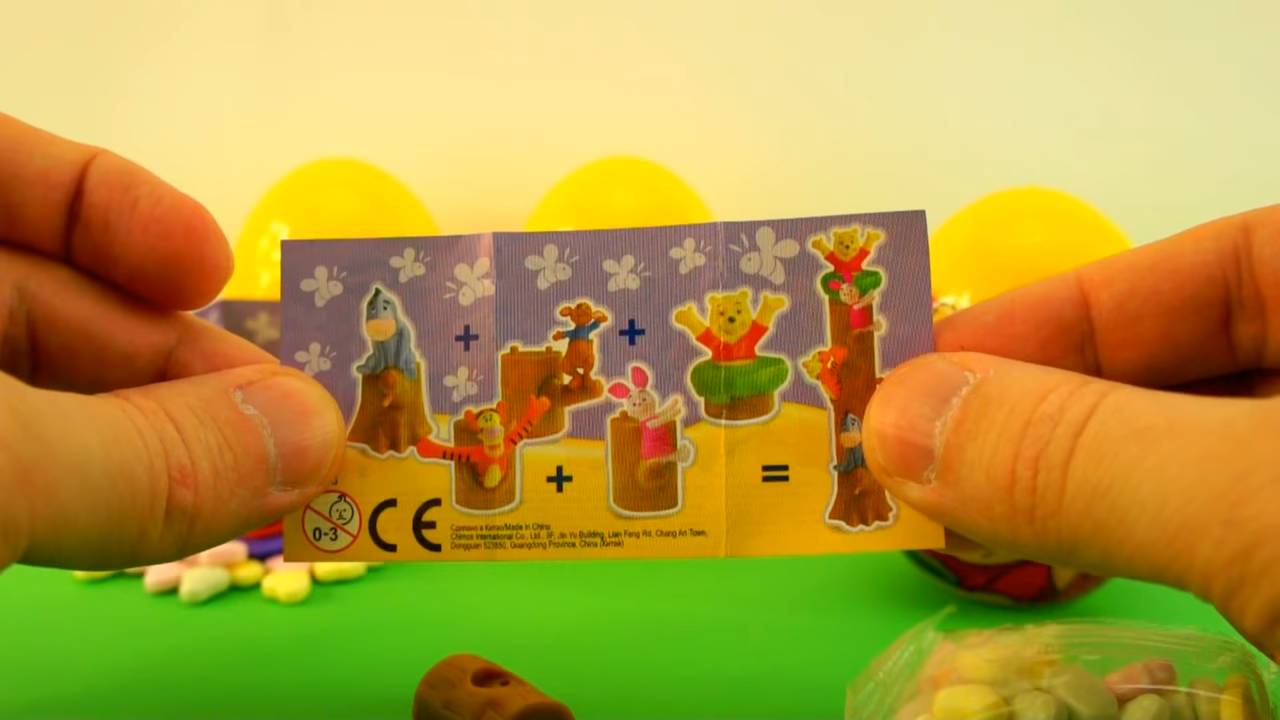 + +
+ =
0-3 CE
Сделано в Китае/Made in China
Chimos International Co., Ltd., 3F, Jin Yu Building, Lian Feng Rd, Chang An Town,
Dongguan 523850, Guangdong Province, China (Китай)